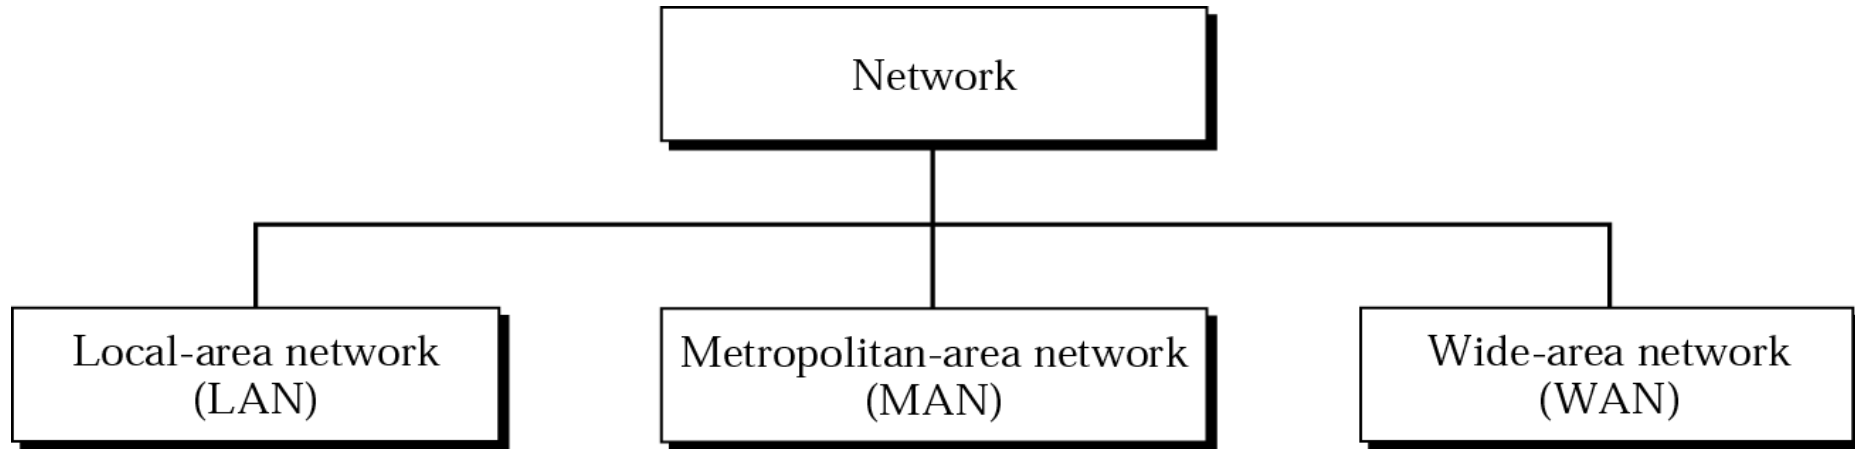 Network
Local-area network
(LAN)
Metropolitan-area network
(MAN)
Wide-area network
(WAN)